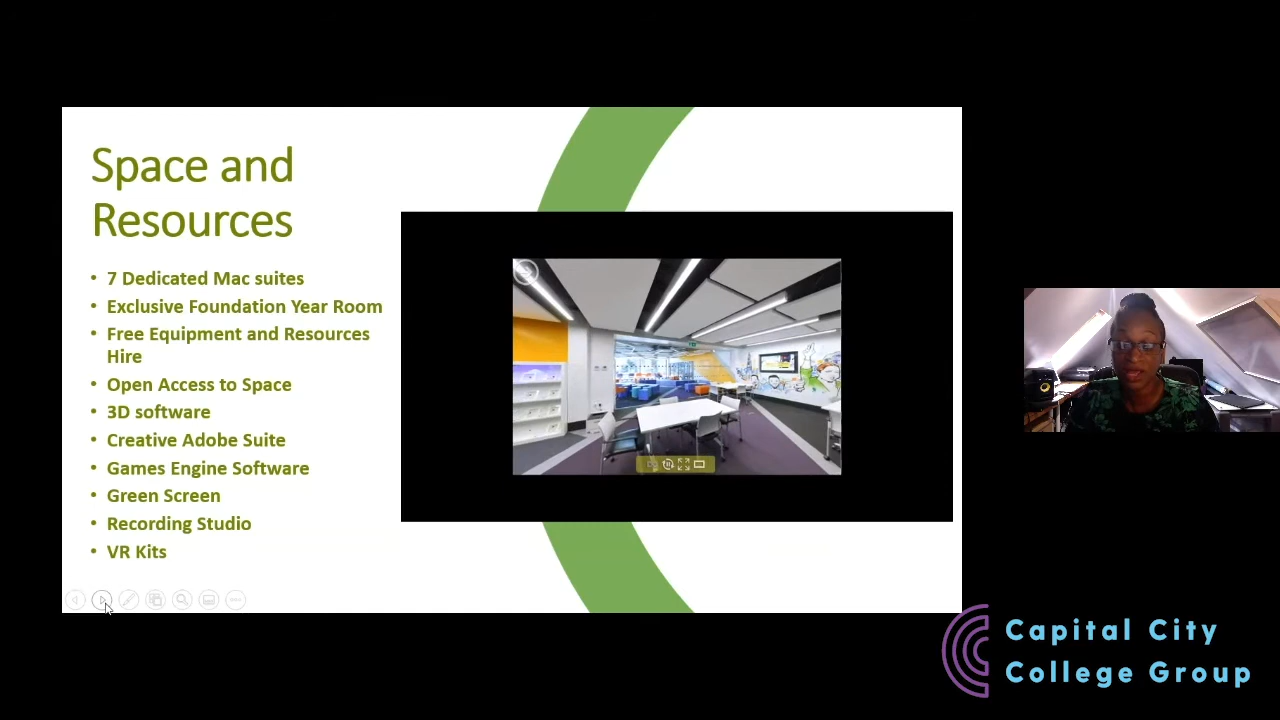 Space and
Resources
• 7 Dedicated Mac suites
• Exclusive Foundation Year Room
• Free Equipment and Resources
Hire
• Open Access to Space
• 3D software
• Creative Adobe Suite
• Games Engine Software
• Green Screen
• Recording Studio
• VR Kits
Capital City
College Group